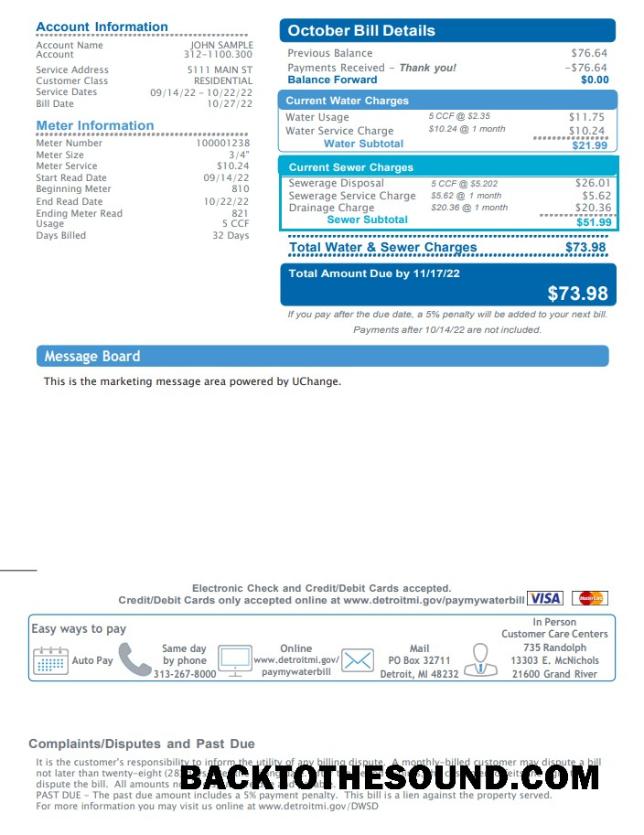 Account Information
Account Name JOHN SAMPLE
Account 312-1100.300
Service Address 5111 MAIN ST
Customer Class RESIDENTIAL
Service Dates 09/14/22 - 10/22/22
Bill Date 10/27/22
Meter Information
Meter Number 100001238
Meter Size 3/4"
Meter Service $10.24
Start Read Date 09/14/22
Beginning Meter 810
End Read Date 10/22/22
Ending Meter Read 821
Usage 5 CCF
Days Billed 32 Days
October Bill Details
Previous Balance $76.64
Payments Received – Thank you! –$76.64
Balance Forward $0.00
Current Water Charges
Water Usage 5 CCF @ $2.35 $11.75
Water Service Charge $10.24 @ 1 month $10.24
Water Subtotal $21.99
Current Sewer Charges
Sewerage Disposal 5 CCF @ $5.202 $26.01
Sewerage Service Charge $5.62 @ 1 month $5.62
Drainage Charge $20.36 @ 1 month $20.36
Sewer Subtotal $51.99
Total Water & Sewer Charges $73.98
Total Amount Due by 11/17/22
$73.98
If you pay after the due date, a 5% penalty will be added to your next bill.
Payments after 10/14/22 are not included.
Message Board
This is the marketing message area powered by UChange.
Electronic Check and Credit/Debit Cards accepted.
Credit/Debit Cards only accepted online at www.detroitmi.gov/paymywaterbill VISA MasterCard
Easy ways to pay
Auto Pay
Same day
by phone
313-267-8000
Online
www.detroitmi.gov/
paymywaterbill
Mail
PO Box 32711
Detroit, MI 48232
In Person
Customer Care Centers
735 Randolph
13303 E. McNichols
21600 Grand River
Complaints/Disputes and Past Due
It is the customer's responsibility to inform the utility of any billing dispute. A monthly-billed customer may dispute a bill
not later than twenty-eight (28)
dispute the bill. All amounts
BACKTOTHESOUND.COM
PAST DUE – The past due amount includes a 5% payment penalty. This bill is a lien against the property served.
For more information you may visit us online at www.detroitmi.gov/DWSD